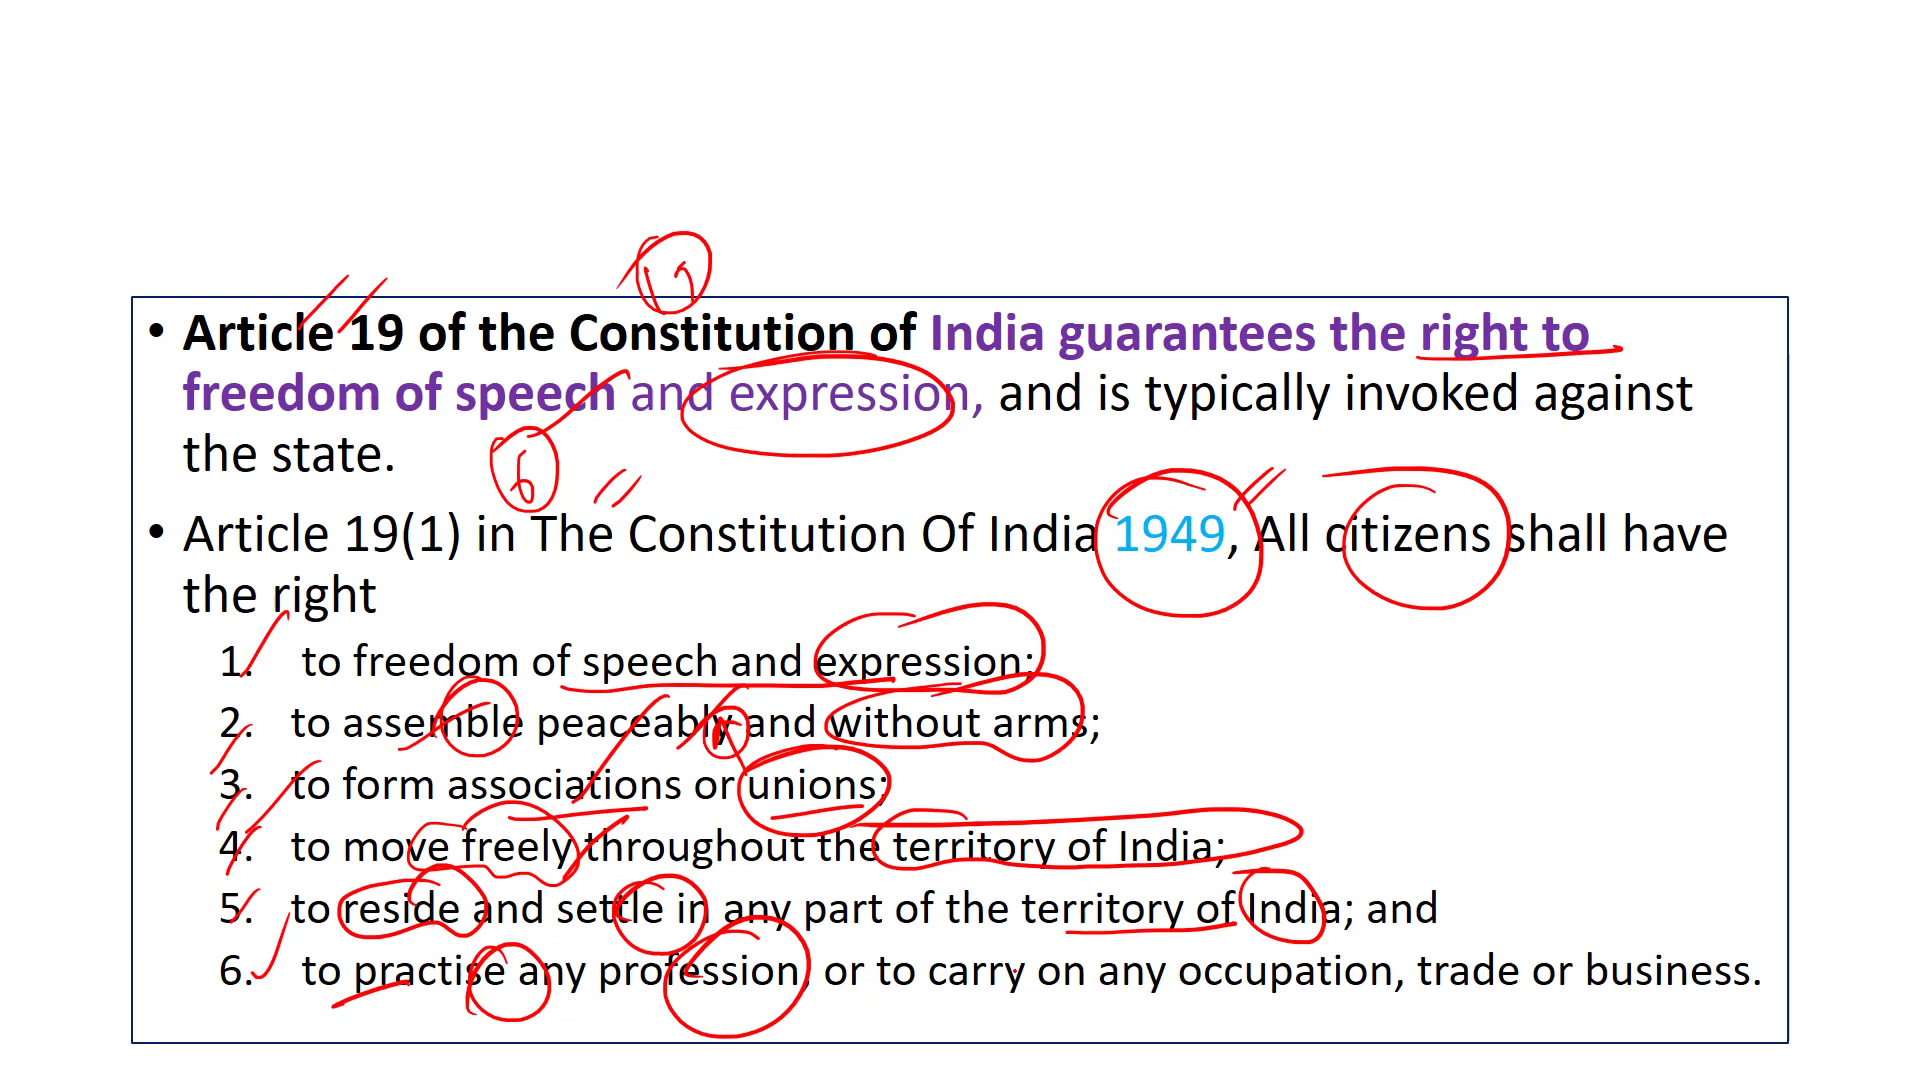 19
• Article 19 of the Constitution of India guarantees the right to
freedom of speech and expression, and is typically invoked against
the state.
6
• Article 19(1) in The Constitution Of India 1949, All citizens shall have
the right
1. to freedom of speech and expression;
2. to assemble peaceably and without arms;
3. to form associations or unions;
4. to move freely throughout the territory of India;
5. to reside and settle in any part of the territory of India; and
6. to practise any profession, or to carry on any occupation, trade or business.